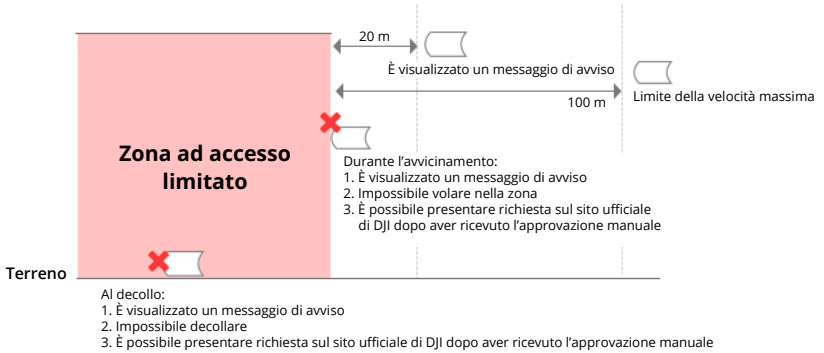 20 m
È visualizzato un messaggio di avviso
Limite della velocità massima
100 m
Zona ad accesso
limitato
Durante l’avvicinamento:
1. È visualizzato un messaggio di avviso
2. Impossibile volare nella zona
3. È possibile presentare richiesta sul sito ufficiale
di DJI dopo aver ricevuto l’approvazione manuale
Terreno
Al decollo:
1. È visualizzato un messaggio di avviso
2. Impossibile decollare
3. È possibile presentare richiesta sul sito ufficiale di DJI dopo aver ricevuto l’approvazione manuale